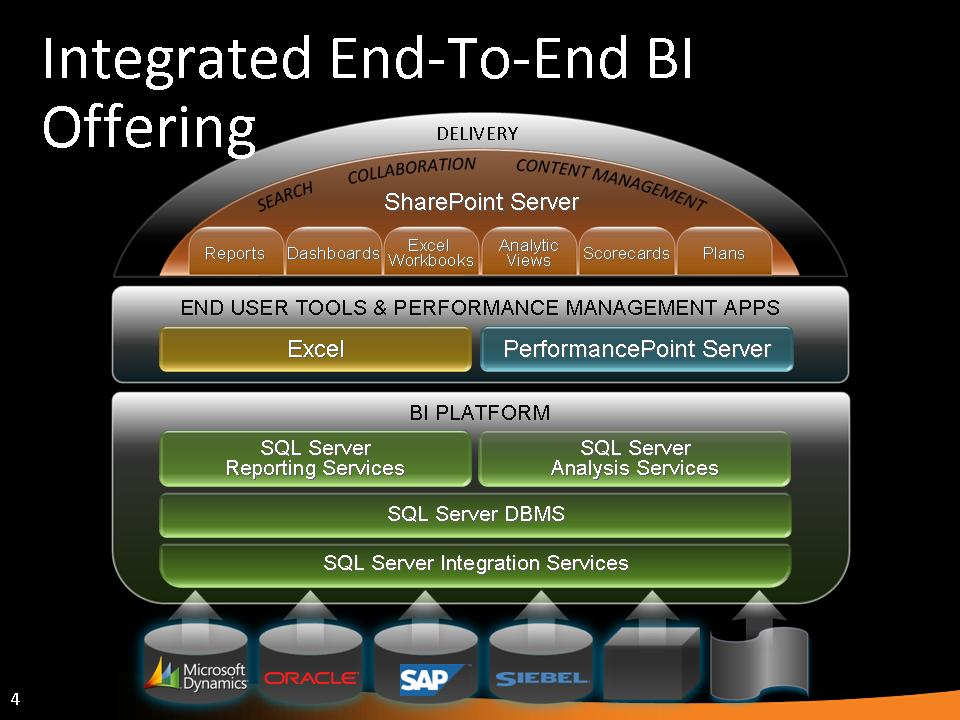 Integrated End-To-End BI
Offering
DELIVERY
SEARCH COLLABORATION CONTENT MANAGEMENT
SharePoint Server
Reports
Dashboards
Excel
Workbooks
Analytic
Views
Scorecards
Plans
END USER TOOLS & PERFORMANCE MANAGEMENT APPS
Excel
PerformancePoint Server
BI PLATFORM
SQL Server
Reporting Services
SQL Server
Analysis Services
SQL Server DBMS
SQL Server Integration Services
Microsoft
Dynamics
ORACLE
SAP
SIEBEL
4